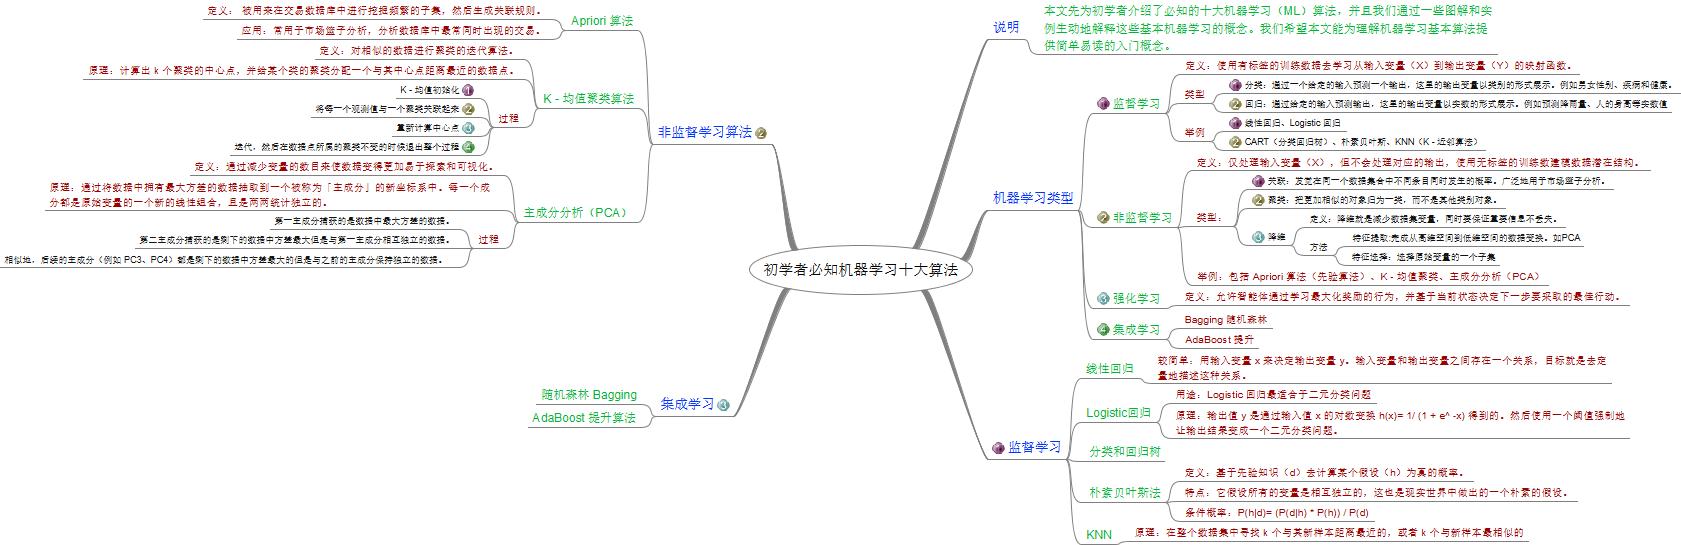 初学者必知机器学习十大算法
说明
本文先为初学者介绍了必知的十大机器学习（ML）算法，并且我们通过一些图解和实
例生动地解释这些基本机器学习的概念。我们希望本文能为理解机器学习基本算法提
供简单易读的入门概念。
机器学习类型
1 监督学习
定义：使用有标签的训练数据去学习从输入变量（X）到输出变量（Y）的映射函数。
类型
1 分类：通过一个给定的输入预测一个输出，这里的输出变量以类别的形式展示。例如男女性别、疾病和健康。
2 回归：通过给定的输入预测输出，这里的输出变量以实数的形式展示。例如预测降雨量、人的身高等实数值
举例
1 线性回归、Logistic 回归
2 CART（分类回归树）、朴素贝叶斯、KNN（K - 近邻算法）
2 非监督学习
定义：仅处理输入变量（X），但不会处理对应的输出，使用无标签的训练数建模数据潜在结构。
类型：
1 关联：发觉在同一个数据集合中不同条目同时发生的概率。广泛地用于市场篮子分析。
2 聚类：把更加相似的对象归为一类，而不是其他类别对象。
3 降维
定义：降维就是减少数据集变量，同时要保证重要信息不丢失。
方法
特征提取:完成从高维空间到低维空间的数据变换。如PCA
特征选择：选择原始变量的一个子集
举例：包括 Apriori 算法（先验算法）、K - 均值聚类、主成分分析（PCA）
3 强化学习
定义：允许智能体通过学习最大化奖励的行为，并基于当前状态决定下一步要采取的最佳行动。
4 集成学习
Bagging 随机森林
AdaBoost 提升
1 监督学习
线性回归
较简单：用输入变量 x 来决定输出变量 y。输入变量和输出变量之间存在一个关系，目标就是去定
量地描述这种关系。
Logistic回归
用途：Logistic 回归最适合于二元分类问题
原理：输出值 y 是通过输入值 x 的对数变换 h(x)= 1/ (1 + e^ -x) 得到的。然后使用一个阈值强制地
让输出结果变成一个二元分类问题。
分类和回归树
朴素贝叶斯法
定义：基于先验知识（d）去计算某个假设（h）为真的概率。
特点：它假设所有的变量是相互独立的，这也是现实世界中做出的一个朴素的假设。
条件概率：P(h|d)= (P(d|h) * P(h)) / P(d)
KNN
原理：在整个数据集中寻找 k 个与某新样本距离最近的，或者 k 个与新样本最相似的
非监督学习算法 2
Apriori 算法
定义： 被用来在交易数据库中进行挖掘频繁的子集，然后生成关联规则。
应用：常用于市场篮子分析，分析数据库中最常同时出现的交易。
K - 均值聚类算法
定义：对相似的数据进行聚类的迭代算法。
原理：计算出 k 个聚类的中心点，并给某个类的聚类分配一个与其中心点距离最近的数据点。
过程
K - 均值初始化 1
将每一个观测值与一个聚类关联起来 2
重新计算中心点 3
迭代，然后在数据点所属的聚类不变的时候退出整个过程 4
主成分分析（PCA）
定义：通过减少变量的数目来使数据变得更加易于探索和可视化。
原理：通过将数据中拥有最大方差的数据抽取到一个被称为「主成分」的新坐标系中。每一个成
分都是原始变量的一个新的线性组合，且是两两统计独立的。
过程
第一主成分捕获的是数据中最大方差的数据。
第二主成分捕获的是剩下的数据中方差最大但是与第一主成分相互独立的数据。
相似地，后续的主成分（例如 PC3、PC4）都是剩下的数据中方差最大的但是与之前的主成分保持独立的数据。
集成学习 3
随机森林 Bagging
AdaBoost 提升算法